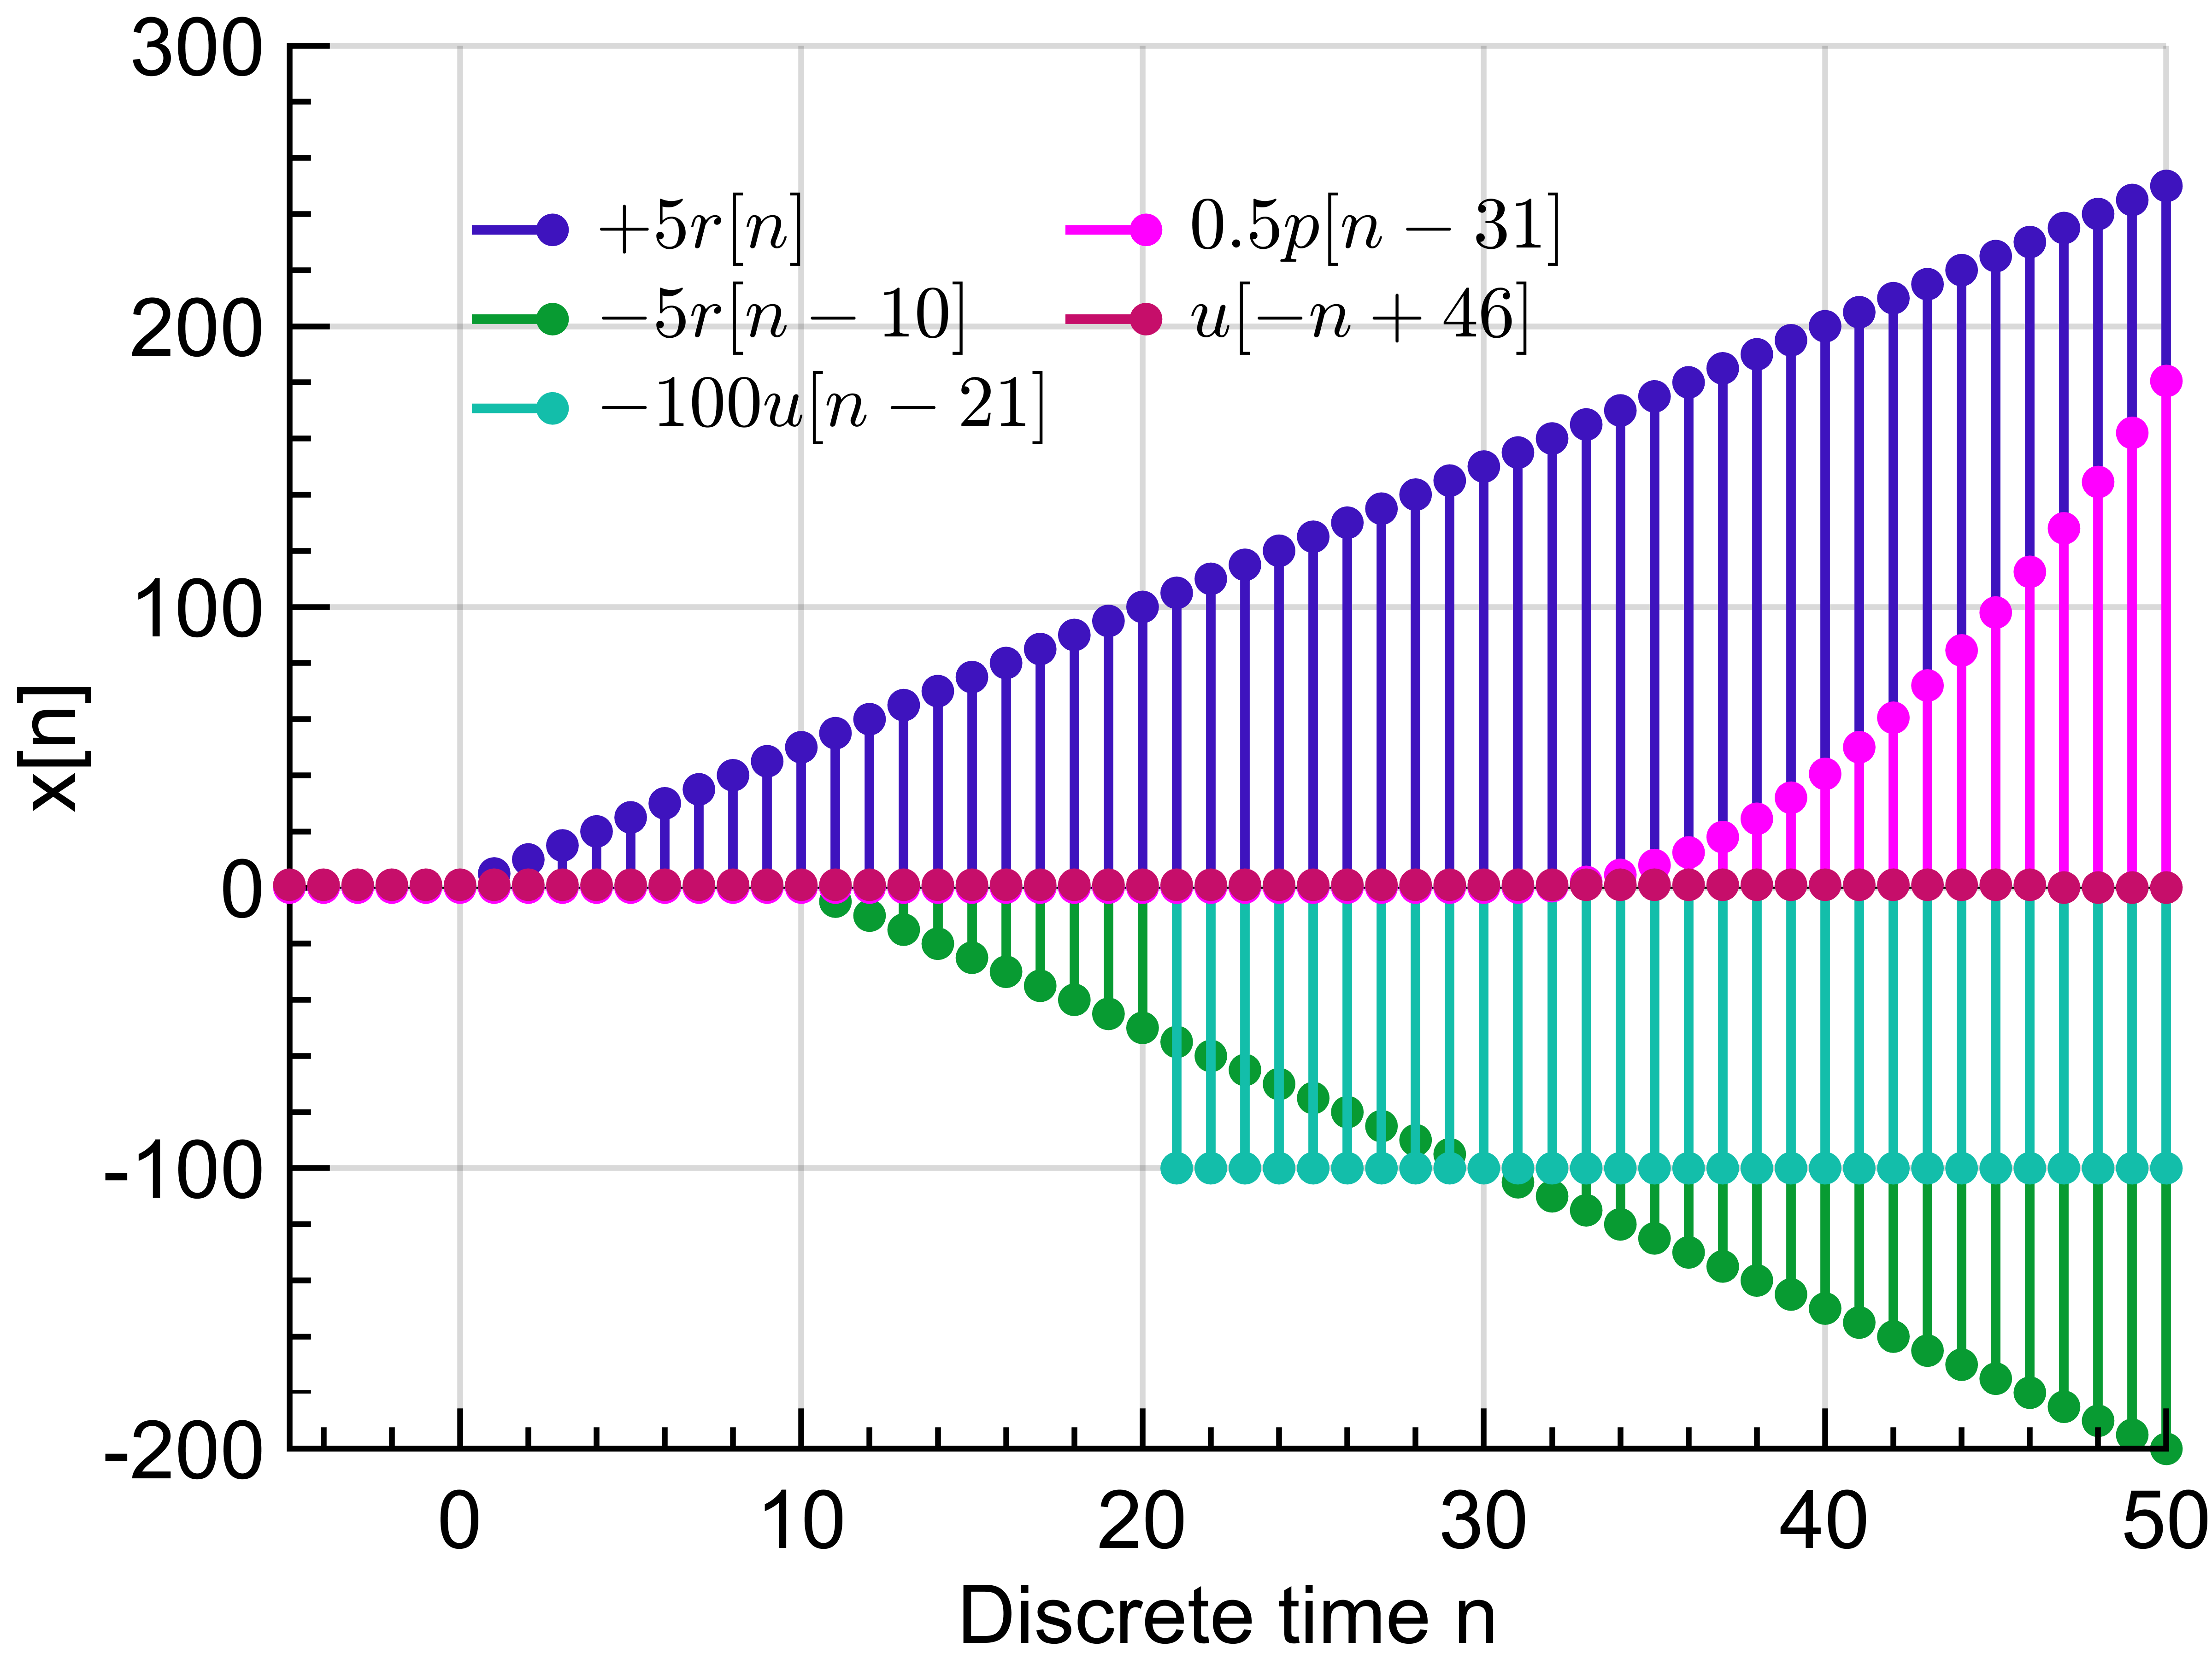 300
200
100
0
-100
-200
x[n]
+5r[n]
−5r[n − 10]
−100u[n − 21]
0.5p[n − 31]
u[−n + 46]
0 10 20 30 40 50
Discrete time n